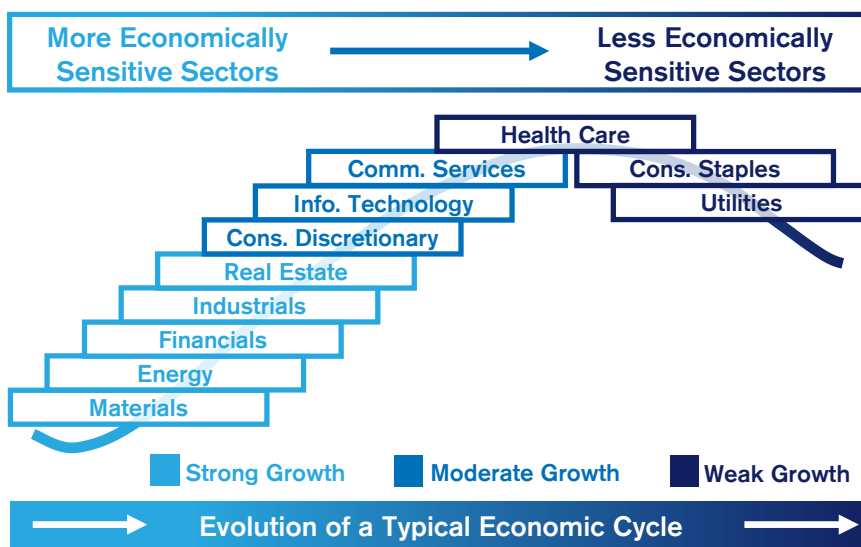 More Economically
Sensitive Sectors
Less Economically
Sensitive Sectors
Health Care
Comm. Services
Cons. Staples
Info. Technology
Utilities
Cons. Discretionary
Real Estate
Industrials
Financials
Energy
Materials
Strong Growth
Moderate Growth
Weak Growth
Evolution of a Typical Economic Cycle